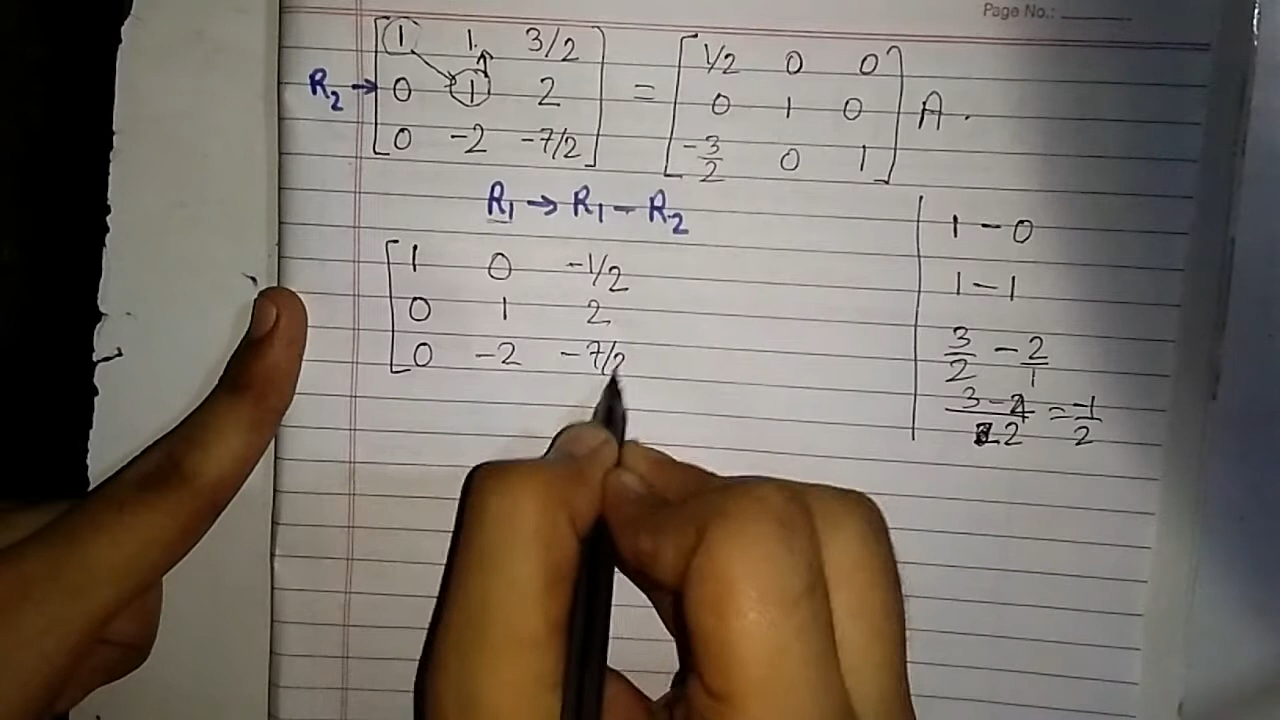 Page No.:
[1 1 3/2] [1/2 0 0]
R2 → [0 1 2] = [0 1 0] A.
[0 -2 -7/2] [-3/2 0 1]
R1 → R1 - R2
[1 0 -1/2]
[0 1 2]
[0 -2 -7/2]
1 - 0
1 - 1
3/2 - 2/1
3-4/2 = -1/2